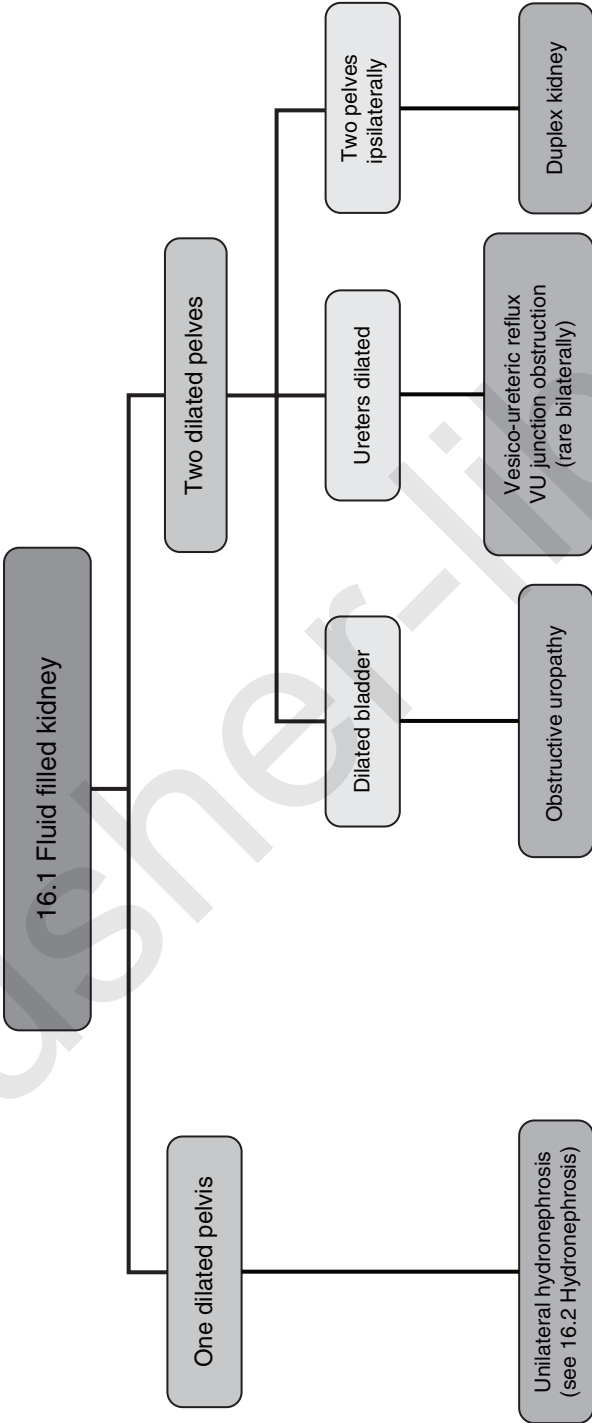 16.1 Fluid filled kidney
One dilated pelvis
Two dilated pelves
Dilated bladder
Ureters dilated
Two pelves
ipsilaterally
Unilateral hydronephrosis
(see 16.2 Hydronephrosis)
Obstructive uropathy
Vesico-ureteric reflux
VU junction obstruction
(rare bilaterally)
Duplex kidney